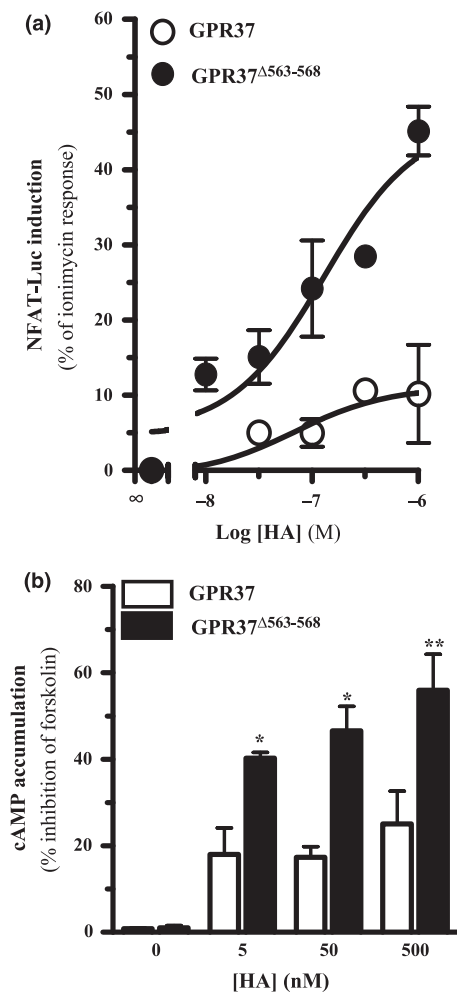 (a)
GPR37
GPR37Δ563-568
NFAT-Luc induction
(% of ionimycin response)
60
50
40
30
20
10
0
∞
–8
–7
–6
Log [HA] (M)
(b)
GPR37
GPR37Δ563-568
cAMP accumulation
(% inhibition of forskolin)
80
60
40
20
0
*
*
**
0
5
50
500
[HA] (nM)